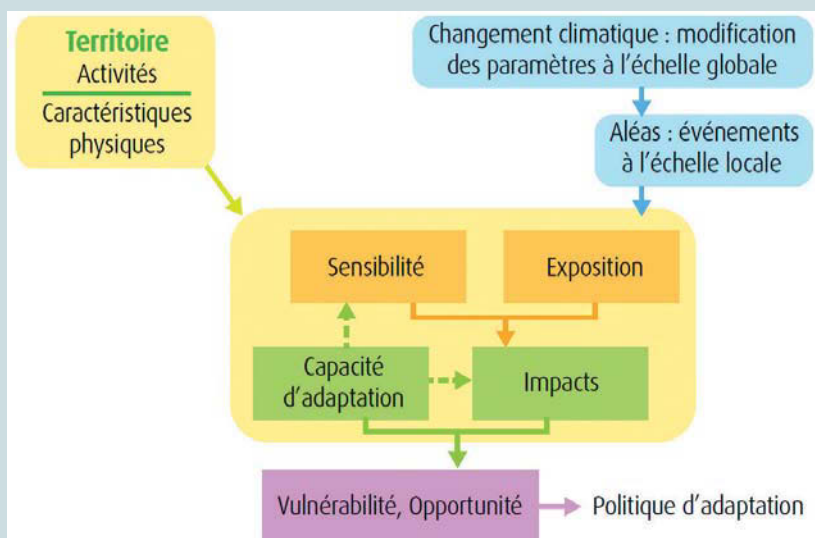 Territoire
Activités
Caractéristiques
physiques
Changement climatique : modification
des paramètres à l'échelle globale
Aléas : événements
à l'échelle locale
Sensibilité
Exposition
Capacité
d'adaptation
Impacts
Vulnérabilité, Opportunité
Politique d'adaptation